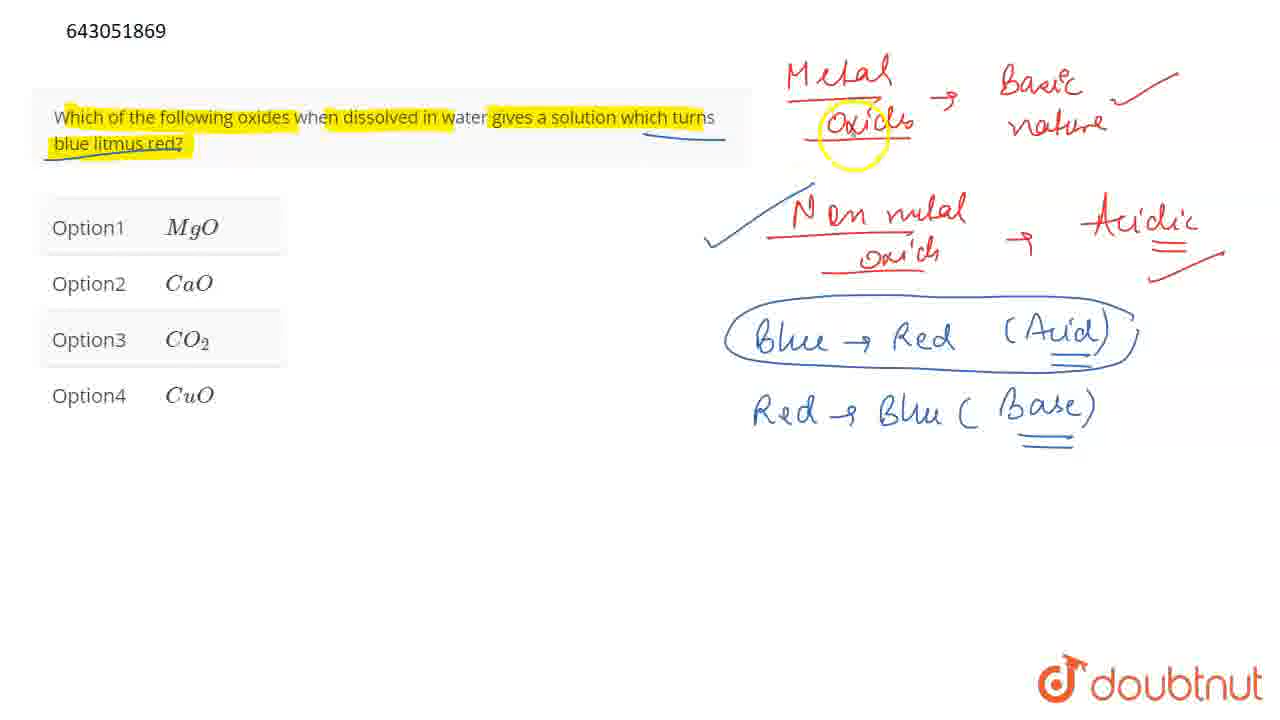 643051869
Which of the following oxides when dissolved in water gives a solution which turns
blue litmus red?
Option1 MgO
Option2 CaO
Option3 CO₂
Option4 CuO
Metal
Oxides → Basic
nature
Non metal
oxids → Acidic
Blue → Red (Acid)
Red → Blue (Base)
doubtnut